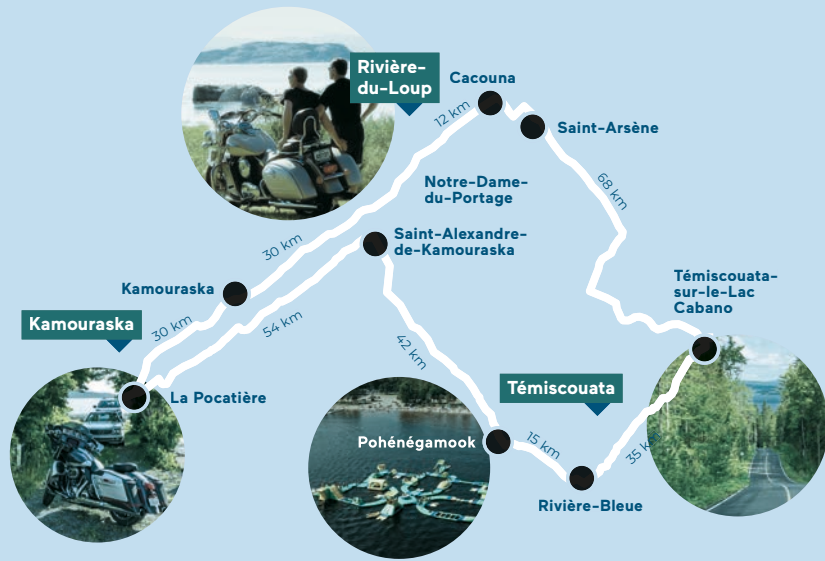 Rivière-
du-Loup
Cacouna
12 km
Saint-Arsène
68 km
Notre-Dame-
du-Portage
30 km
Saint-Alexandre-
de-Kamouraska
Kamouraska
30 km
54 km
Kamouraska
La Pocatière
Témiscouata-
sur-le-Lac
Cabano
42 km
Témiscouata
Pohénégamook
15 km
35 km
Rivière-Bleue